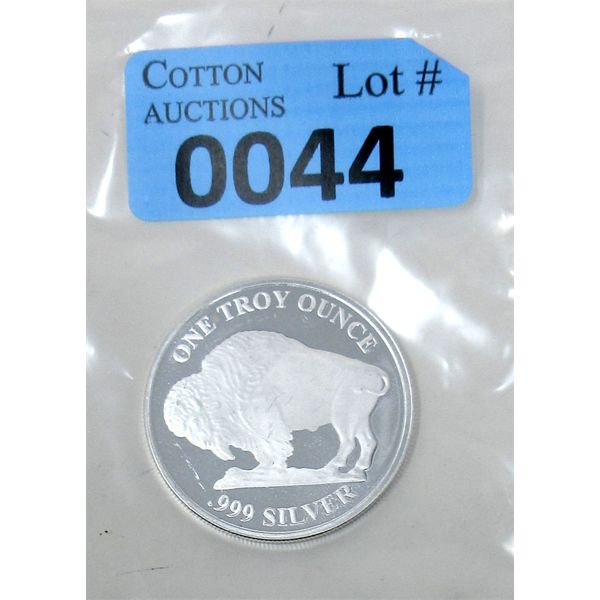 COTTON
AUCTIONS
Lot #
0044
ONE TROY OUNCE
.999 SILVER